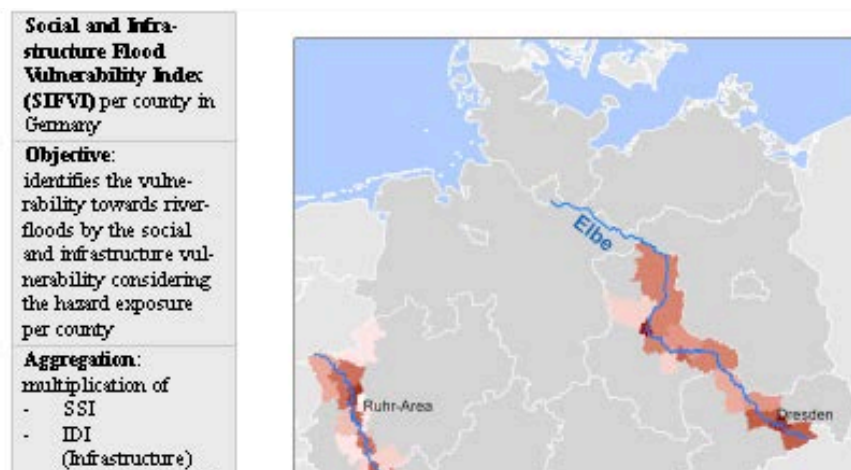 Social and Infra-
structure Flood
Vulnerability Index
(SIFVI) per county in
Germany
Objective:
identifies the vulne-
rability towards river-
floods by the social
and infrastructure vul-
nerability considering
the hazard exposure
per county
Aggregation:
multiplication of
- SSI
- IDI
(Infrastructure)
Elbe
Ruhr-Area
Dresden